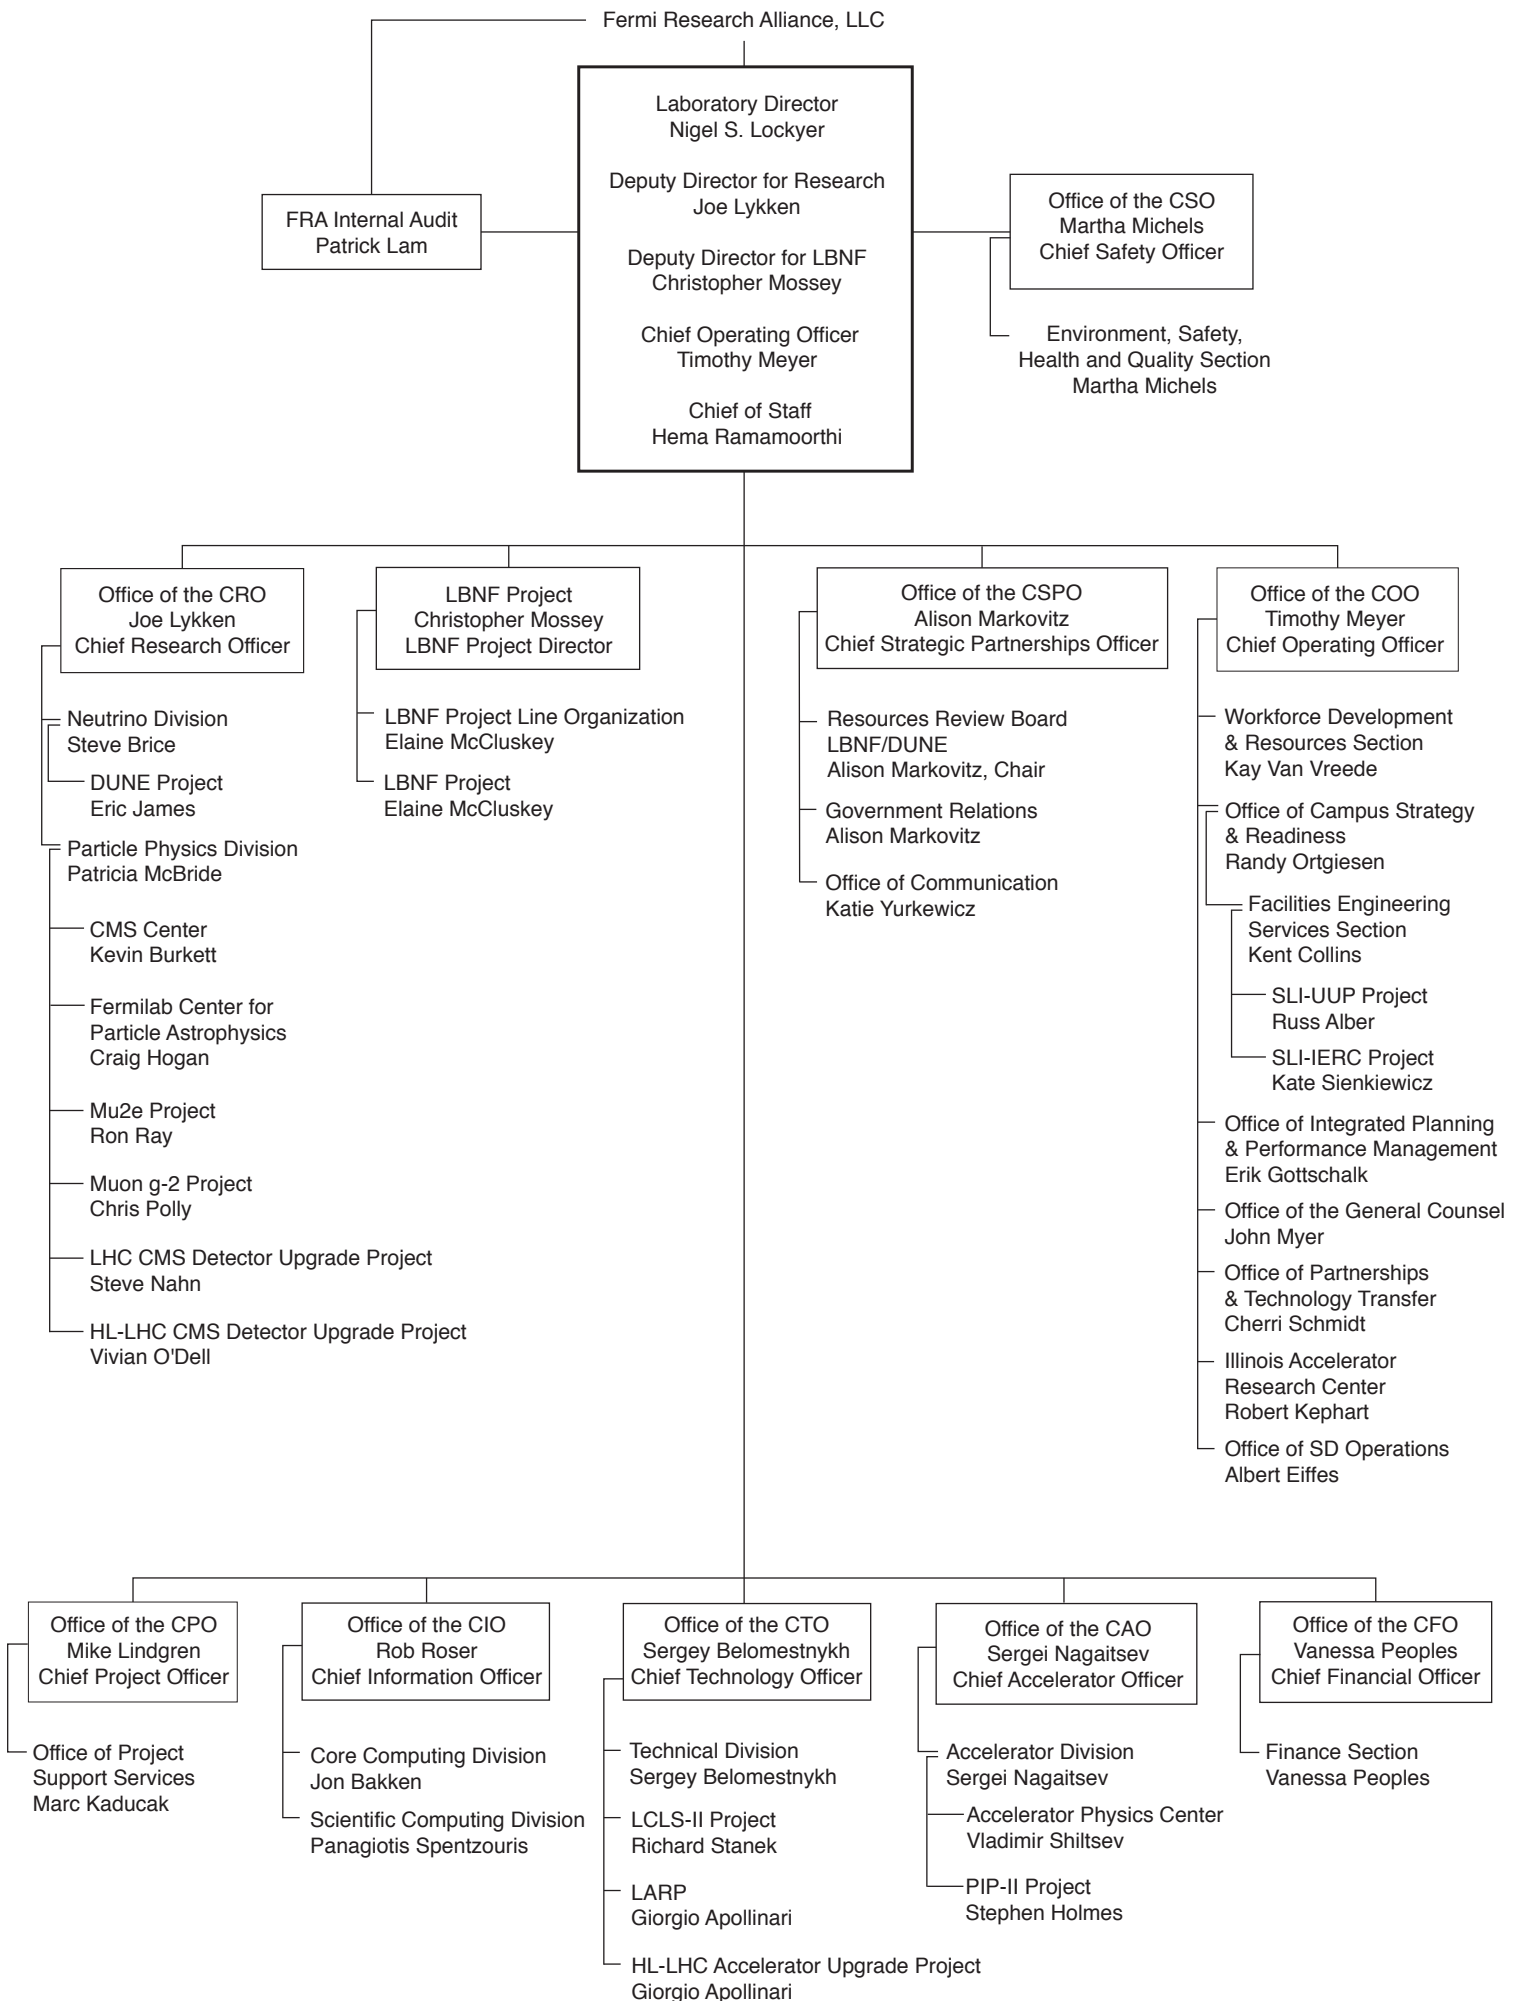 Fermi Research Alliance, LLC
Laboratory Director
Nigel S. Lockyer
Deputy Director for Research
Joe Lykken
Deputy Director for LBNF
Christopher Mossey
Chief Operating Officer
Timothy Meyer
Chief of Staff
Hema Ramamoorthi
FRA Internal Audit
Patrick Lam
Office of the CSO
Martha Michels
Chief Safety Officer
Environment, Safety,
Health and Quality Section
Martha Michels
Office of the CRO
Joe Lykken
Chief Research Officer
Neutrino Division
Steve Brice
DUNE Project
Eric James
Particle Physics Division
Patricia McBride
CMS Center
Kevin Burkett
Fermilab Center for
Particle Astrophysics
Craig Hogan
Mu2e Project
Ron Ray
Muon g-2 Project
Chris Polly
LHC CMS Detector Upgrade Project
Steve Nahn
HL-LHC CMS Detector Upgrade Project
Vivian O'Dell
LBNF Project
Christopher Mossey
LBNF Project Director
LBNF Project Line Organization
Elaine McCluskey
LBNF Project
Elaine McCluskey
Office of the CSPO
Alison Markovitz
Chief Strategic Partnerships Officer
Resources Review Board
LBNF/DUNE
Alison Markovitz, Chair
Government Relations
Alison Markovitz
Office of Communication
Katie Yurkewicz
Office of the COO
Timothy Meyer
Chief Operating Officer
Workforce Development
& Resources Section
Kay Van Vreede
Office of Campus Strategy
& Readiness
Randy Ortgiesen
Facilities Engineering
Services Section
Kent Collins
SLI-UUP Project
Russ Alber
SLI-IERC Project
Kate Sienkiewicz
Office of Integrated Planning
& Performance Management
Erik Gottschalk
Office of the General Counsel
John Myer
Office of Partnerships
& Technology Transfer
Cherri Schmidt
Illinois Accelerator
Research Center
Robert Kephart
Office of SD Operations
Albert Eiffes
Office of the CPO
Mike Lindgren
Chief Project Officer
Office of Project
Support Services
Marc Kaducak
Office of the CIO
Rob Roser
Chief Information Officer
Core Computing Division
Jon Bakken
Scientific Computing Division
Panagiotis Spentzouris
Office of the CTO
Sergey Belomestnykh
Chief Technology Officer
Technical Division
Sergey Belomestnykh
LCLS-II Project
Richard Stanek
LARP
Giorgio Apollinari
HL-LHC Accelerator Upgrade Project
Giorgio Apollinari
Office of the CAO
Sergei Nagaitsev
Chief Accelerator Officer
Accelerator Division
Sergei Nagaitsev
Accelerator Physics Center
Vladimir Shiltsev
PIP-II Project
Stephen Holmes
Office of the CFO
Vanessa Peoples
Chief Financial Officer
Finance Section
Vanessa Peoples